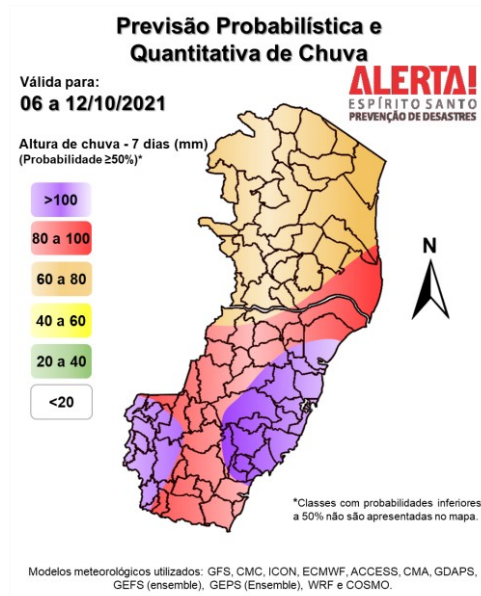 Previsão Probabilística e
Quantitativa de Chuva
Válida para:
06 a 12/10/2021
ALERTA!
ESPÍRITO SANTO
PREVENÇÃO DE DESASTRES
Altura de chuva - 7 dias (mm)
(Probabilidade ≥50%)*
>100
80 a 100
60 a 80
40 a 60
20 a 40
<20
N
*Classes com probabilidades inferiores
a 50% não são apresentadas no mapa.
Modelos meteorológicos utilizados: GFS, CMC, ICON, ECMWF, ACCESS, CMA, GDAPS,
GEFS (ensemble), GEPS (Ensemble), WRF e COSMO.